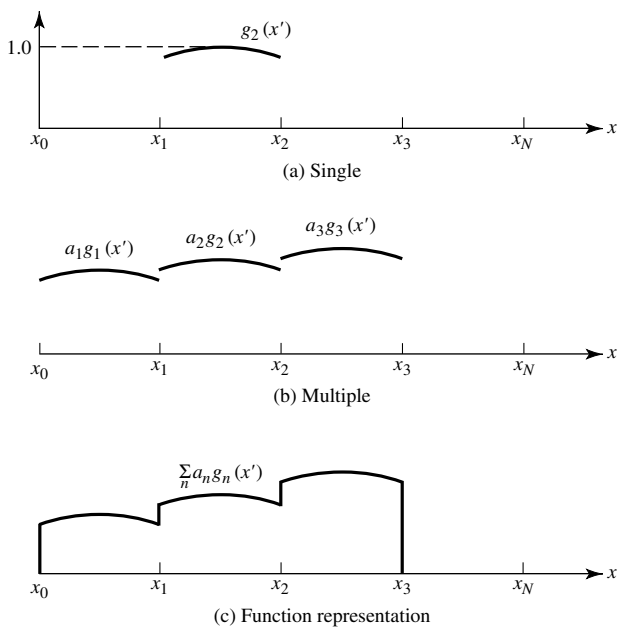 g₂(x′)
1.0
x
x₀ x₁ x₂ x₃ x_N
(a) Single
a₁g₁(x′) a₂g₂(x′) a₃g₃(x′)
x
x₀ x₁ x₂ x₃ x_N
(b) Multiple
Σₙ aₙgₙ(x′)
x
x₀ x₁ x₂ x₃ x_N
(c) Function representation